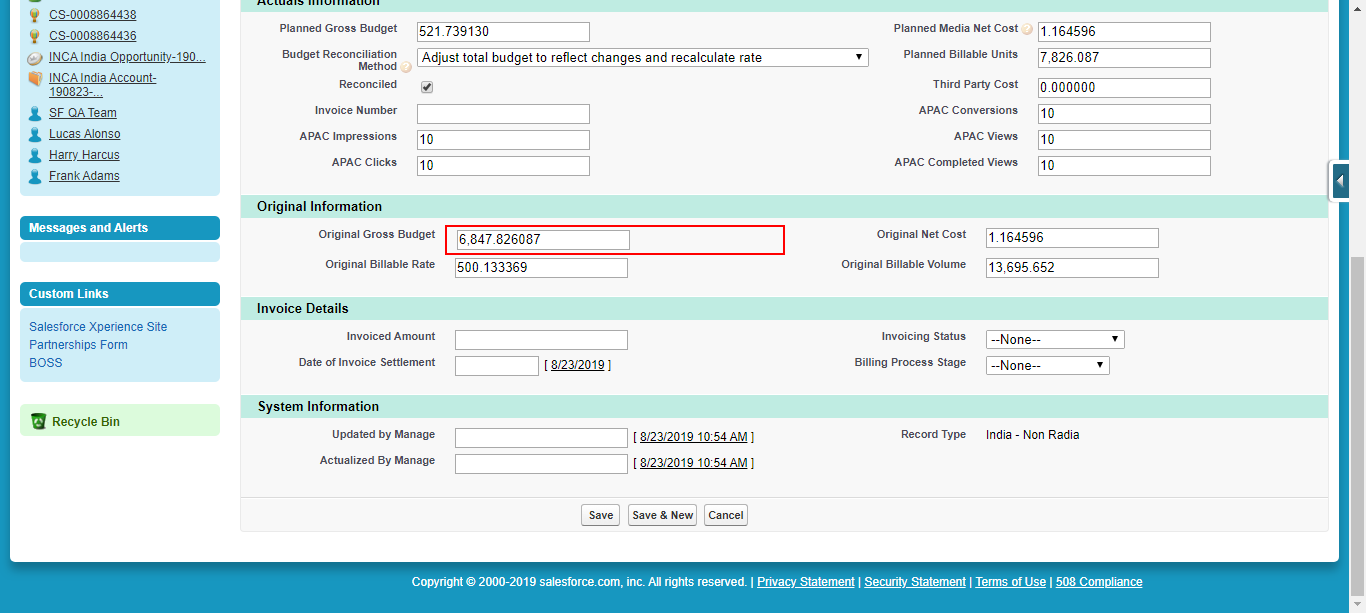 Actuals Information
CS-0008864438
CS-0008864436
INCA India Opportunity-190...
INCA India Account-
190823-...
SF QA Team
Lucas Alonso
Harry Harcus
Frank Adams
Messages and Alerts
Custom Links
Salesforce Xperience Site
Partnerships Form
BOSS
Recycle Bin
Planned Gross Budget 521.739130 Planned Media Net Cost 1.164596
Budget Reconciliation
Method Adjust total budget to reflect changes and recalculate rate Planned Billable Units 7,826.087
Reconciled Third Party Cost 0.000000
Invoice Number APAC Conversions 10
APAC Impressions 10 APAC Views 10
APAC Clicks 10 APAC Completed Views 10
Original Information
Original Gross Budget 6,847.826087 Original Net Cost 1.164596
Original Billable Rate 500.133369 Original Billable Volume 13,695.652
Invoice Details
Invoiced Amount Invoicing Status --None--
Date of Invoice Settlement [ 8/23/2019 ] Billing Process Stage --None--
System Information
Updated by Manage [ 8/23/2019 10:54 AM ] Record Type India - Non Radia
Actualized By Manage [ 8/23/2019 10:54 AM ]
Save Save & New Cancel
Copyright © 2000-2019 salesforce.com, inc. All rights reserved. | Privacy Statement | Security Statement | Terms of Use | 508 Compliance